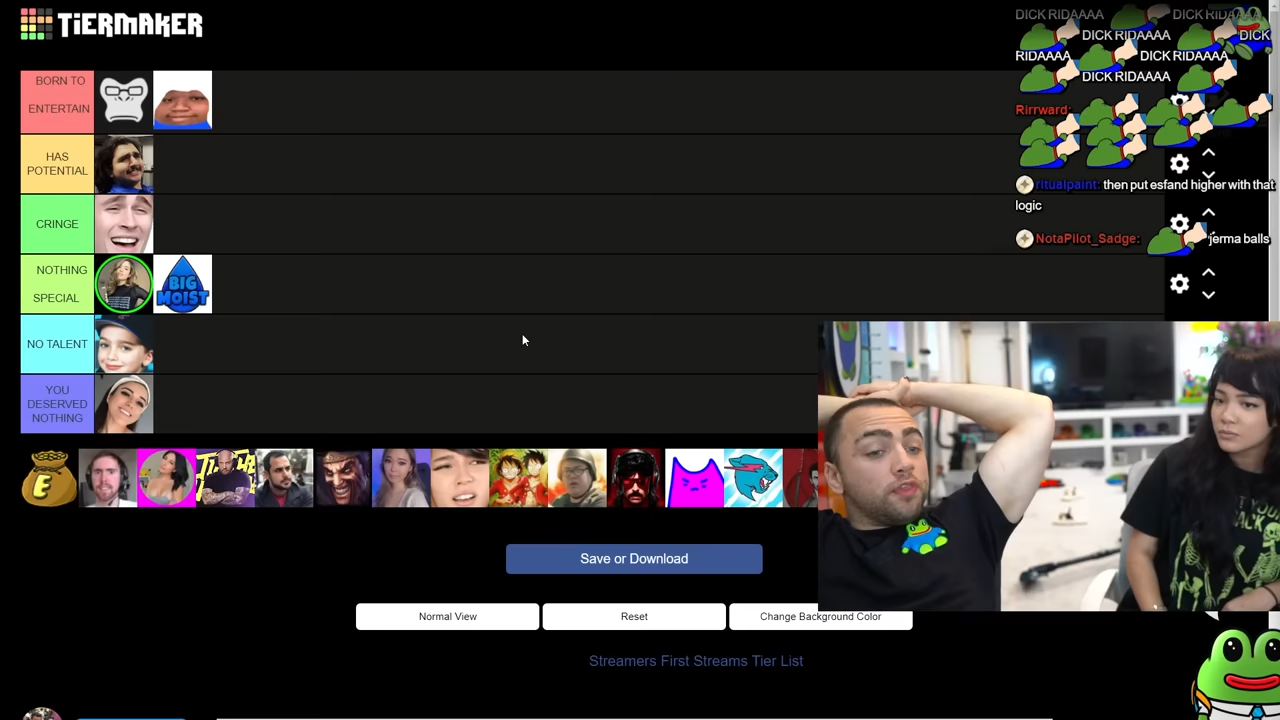 TIERMAKER
BORN TO
ENTERTAIN
HAS
POTENTIAL
CRINGE
NOTHING
SPECIAL
BIG
MOIST
NO TALENT
YOU
DESERVED
NOTHING
E
Save or Download
Normal View
Reset
Change Background Color
Streamers First Streams Tier List
DICK RIDAAAA DICK RIDAAAA
DICK RIDAAAA DICK
RIDAAAA DICK RIDAAAA
DICK RIDAAAA
Rirrward:
ritualpaint: then put esfand higher with that
logic
NotaPilot_Sadge: jerma balls